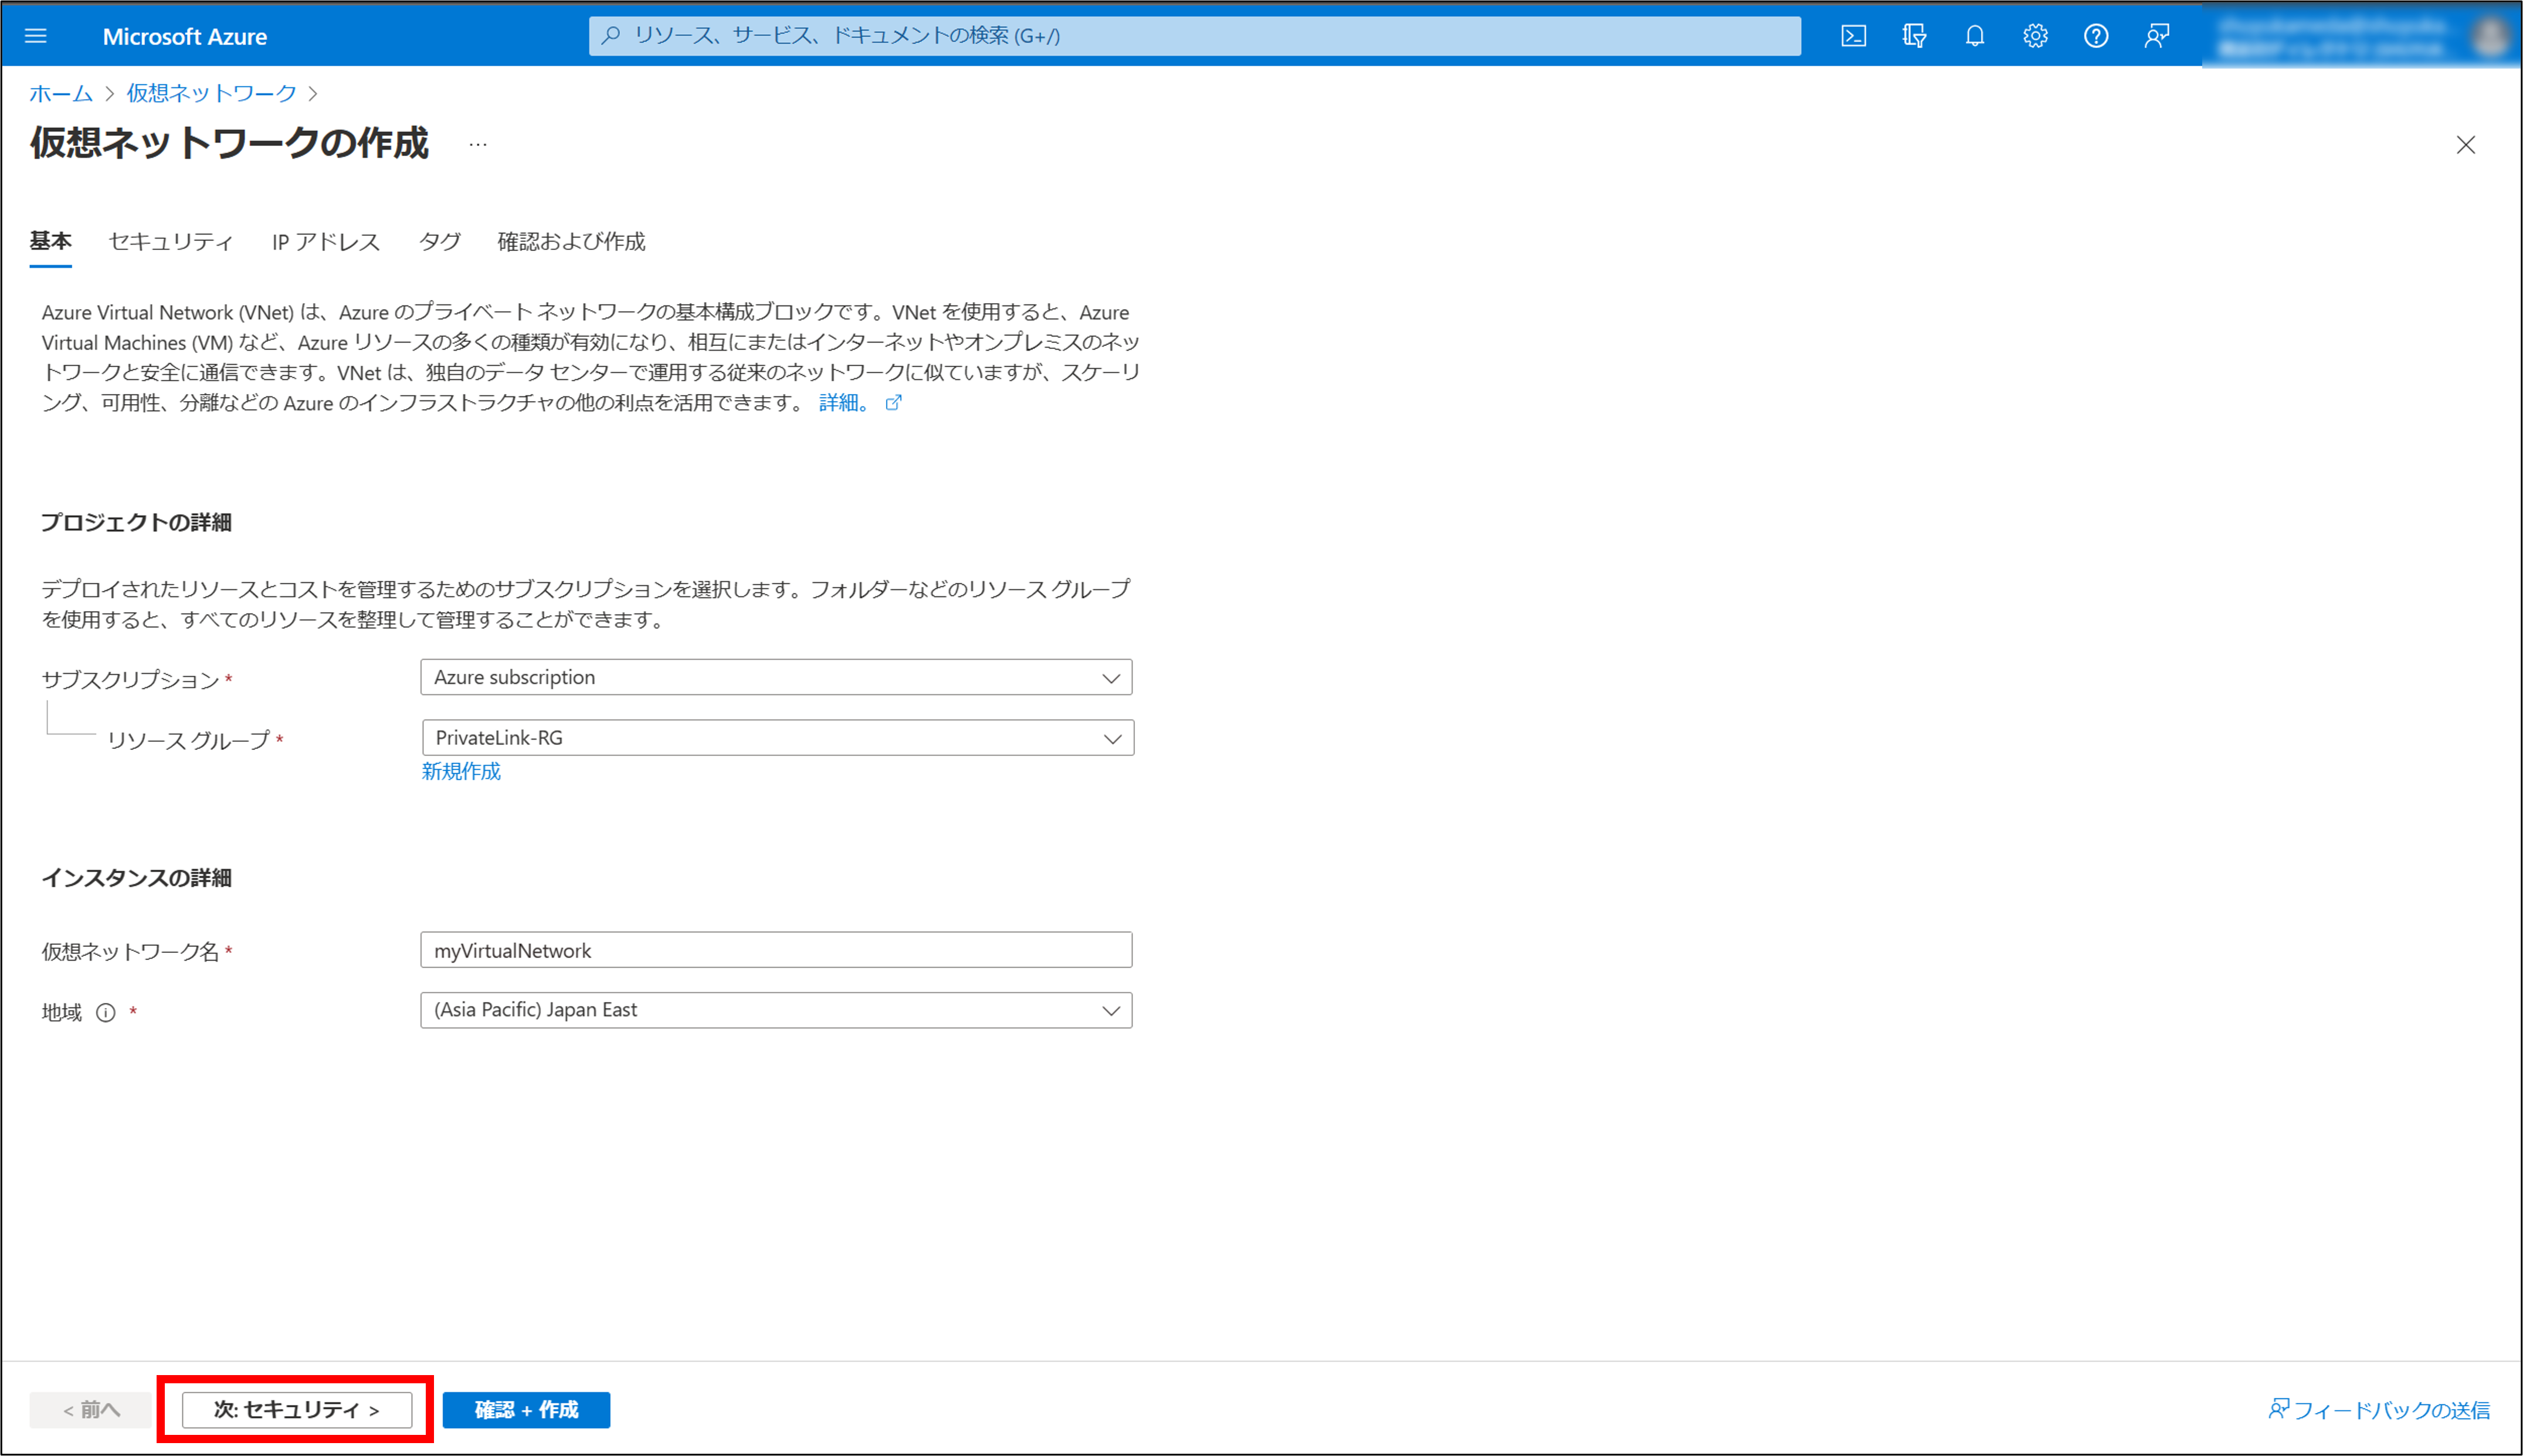 Microsoft Azure
リソース、サービス、ドキュメントの検索 (G+/)
ホーム > 仮想ネットワーク >
仮想ネットワークの作成 …
基本 セキュリティ IP アドレス タグ 確認および作成
Azure Virtual Network (VNet) は、Azure のプライベート ネットワークの基本構成ブロックです。VNet を使用すると、Azure
Virtual Machines (VM) など、Azure リソースの多くの種類が有効になり、相互にまたはインターネットやオンプレミスのネッ
トワークと安全に通信できます。VNet は、独自のデータ センターで運用する従来のネットワークに似ていますが、スケーリ
ング、可用性、分離などの Azure のインフラストラクチャの他の利点を活用できます。 詳細。
プロジェクトの詳細
デプロイされたリソースとコストを管理するためのサブスクリプションを選択します。フォルダーなどのリソース グループ
を使用すると、すべてのリソースを整理して管理することができます。
サブスクリプション * Azure subscription
リソース グループ * PrivateLink-RG
新規作成
インスタンスの詳細
仮想ネットワーク名 * myVirtualNetwork
地域 * (Asia Pacific) Japan East
< 前へ 次: セキュリティ > 確認 + 作成 フィードバックの送信